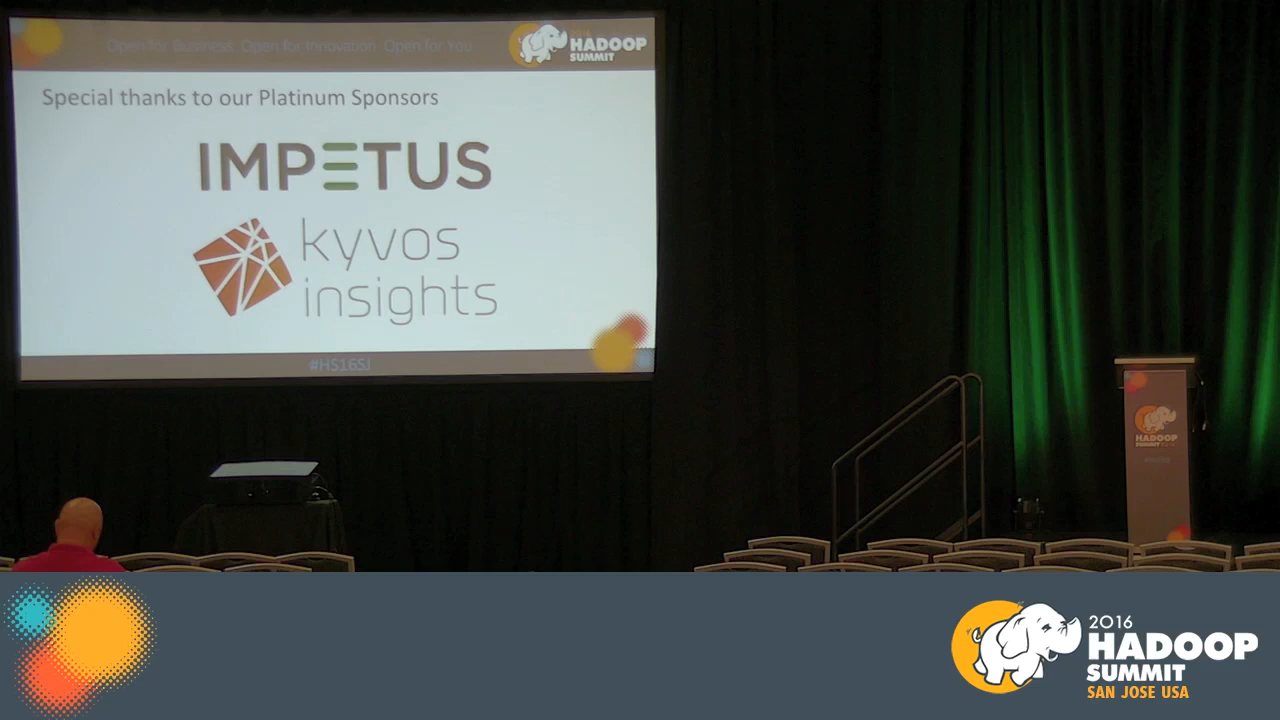 Open for Business. Open for Innovation. Open for You.
HADOOP
SUMMIT
Special thanks to our Platinum Sponsors
IMPETUS
kyvos
insights
#HS16SJ
HADOOP
SUMMIT
2016
HADOOP
SUMMIT
SAN JOSE USA